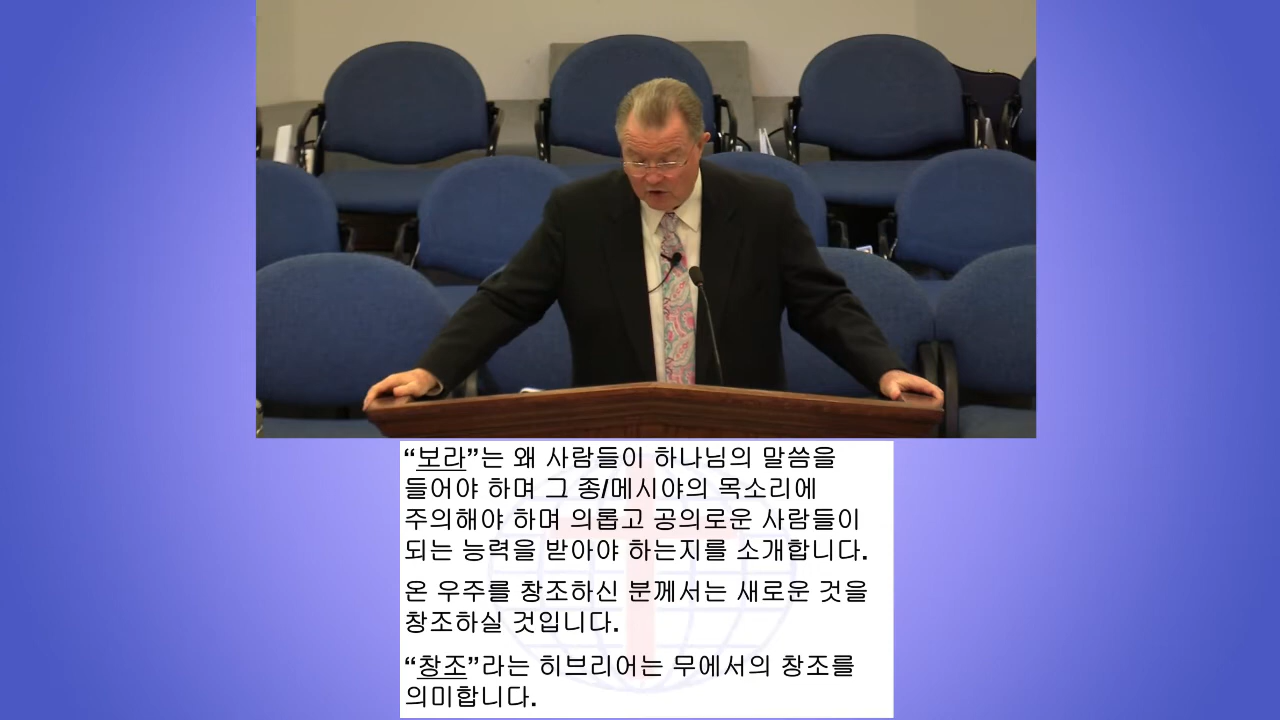 “보라”는 왜 사람들이 하나님의 말씀을
들어야 하며 그 종/메시야의 목소리에
주의해야 하며 의롭고 공의로운 사람들이
되는 능력을 받아야 하는지를 소개합니다.
온 우주를 창조하신 분께서는 새로운 것을
창조하실 것입니다.
“창조”라는 히브리어는 무에서의 창조를
의미합니다.